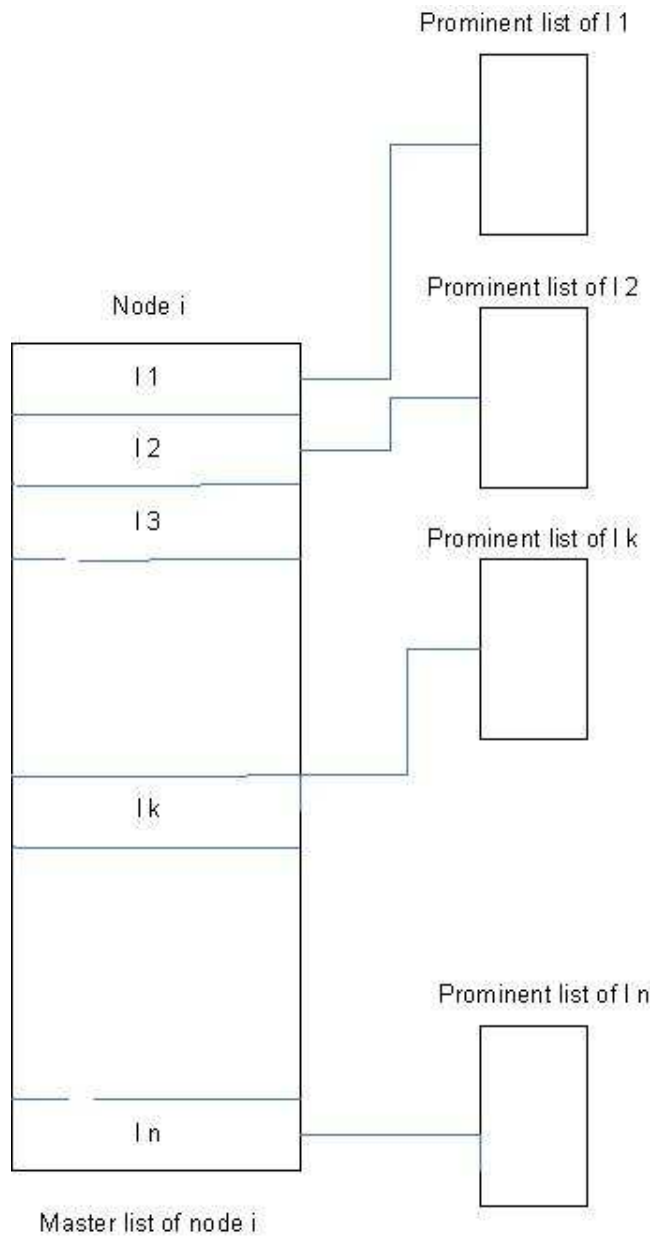 Prominent list of I 1
Prominent list of I 2
Node i
I 1
I 2
I 3
Prominent list of I k
I k
Prominent list of I n
I n
Master list of node i